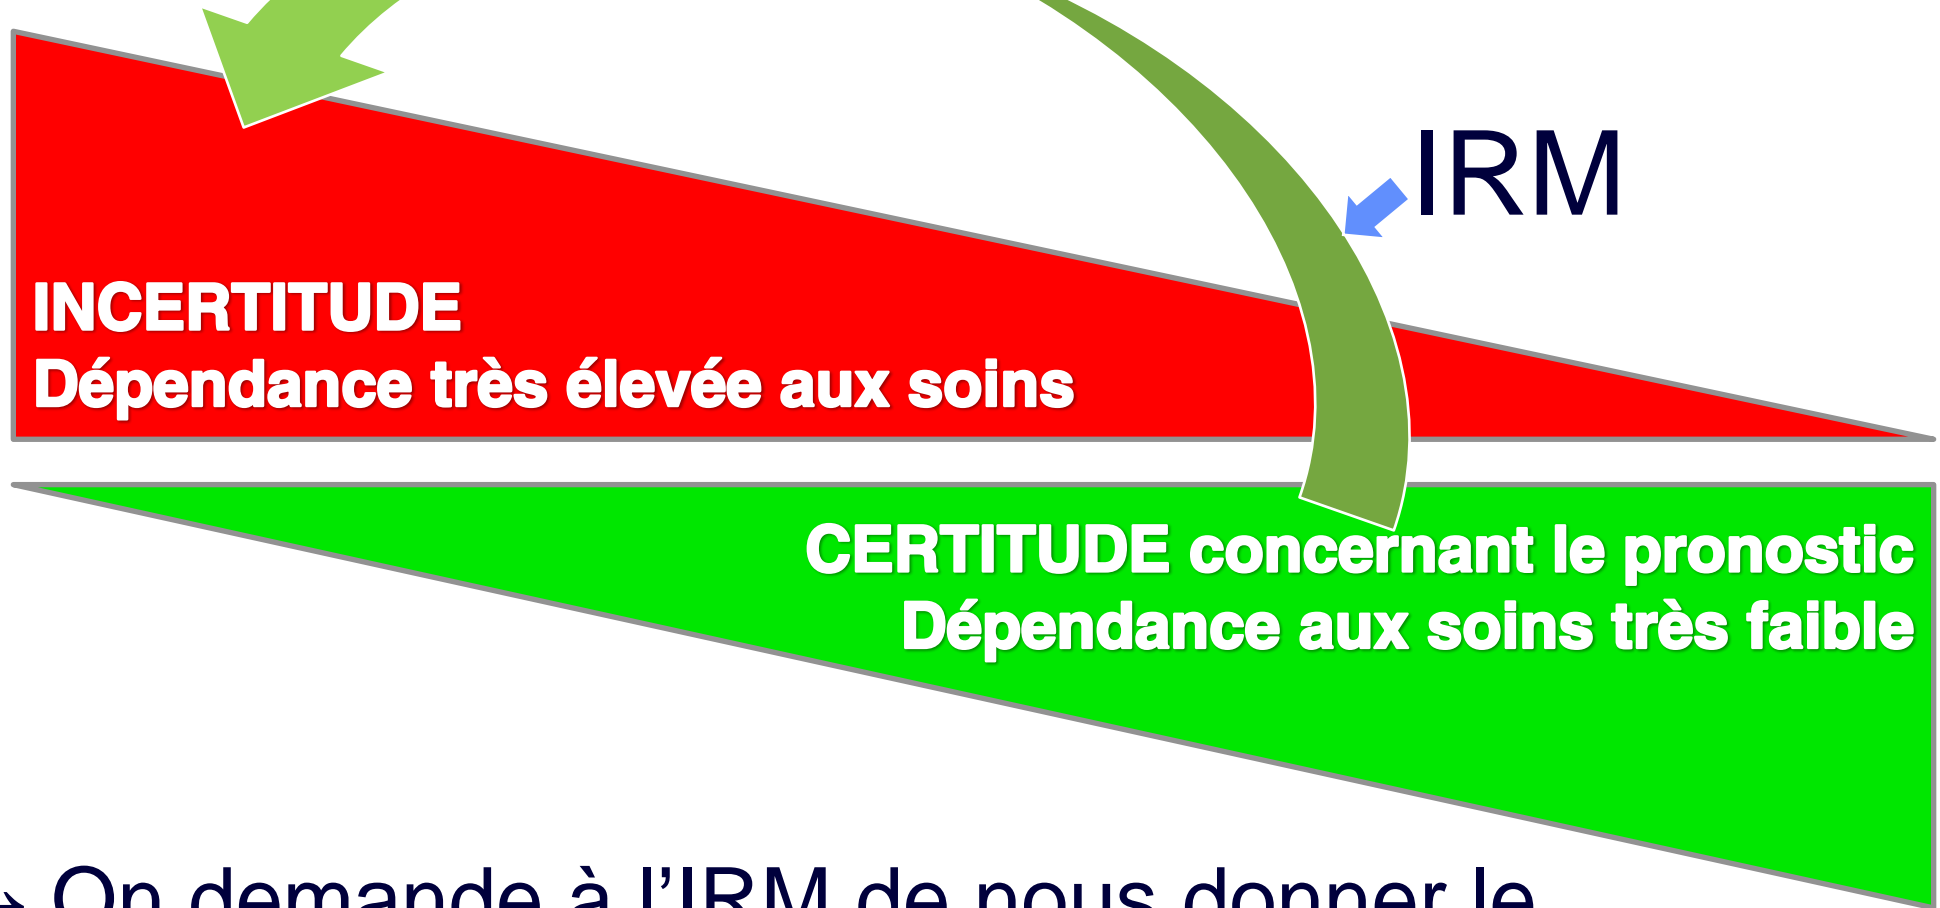 IRM
INCERTITUDE
Dépendance très élevée aux soins
CERTITUDE concernant le pronostic
Dépendance aux soins très faible
→ On demande à l’IRM de nous donner le